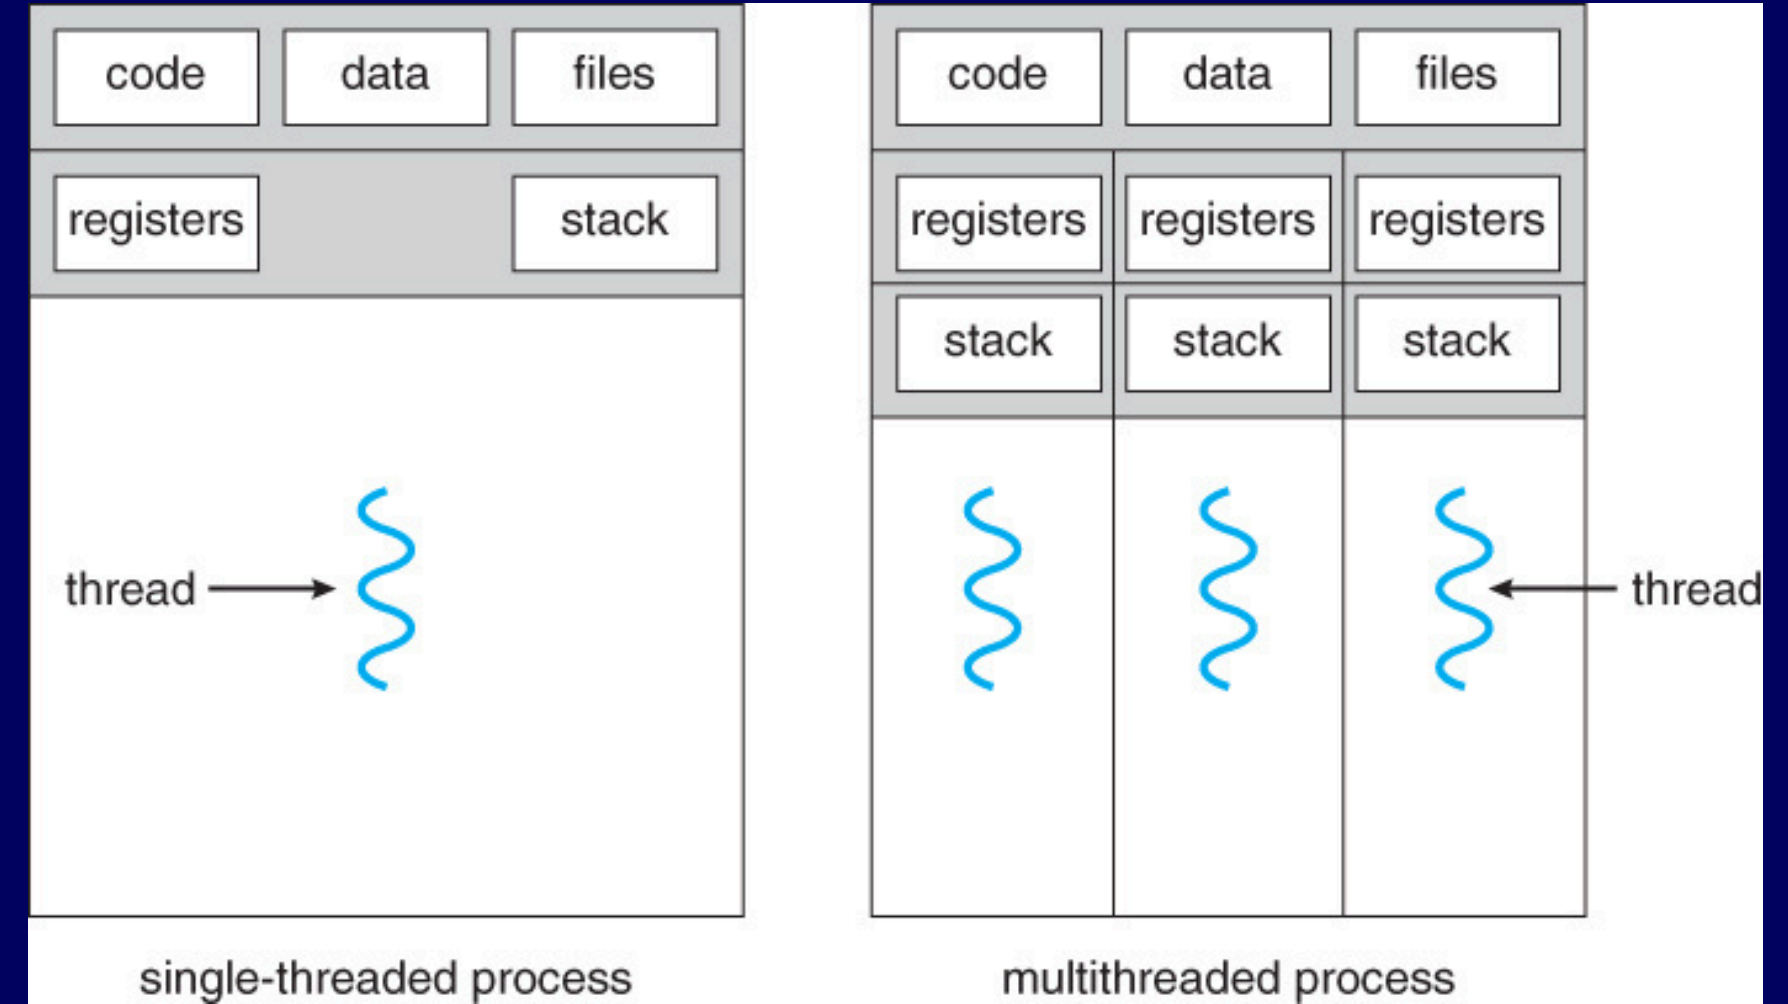 code data files
registers stack
thread
single-threaded process
code data files
registers registers registers
stack stack stack
thread
multithreaded process